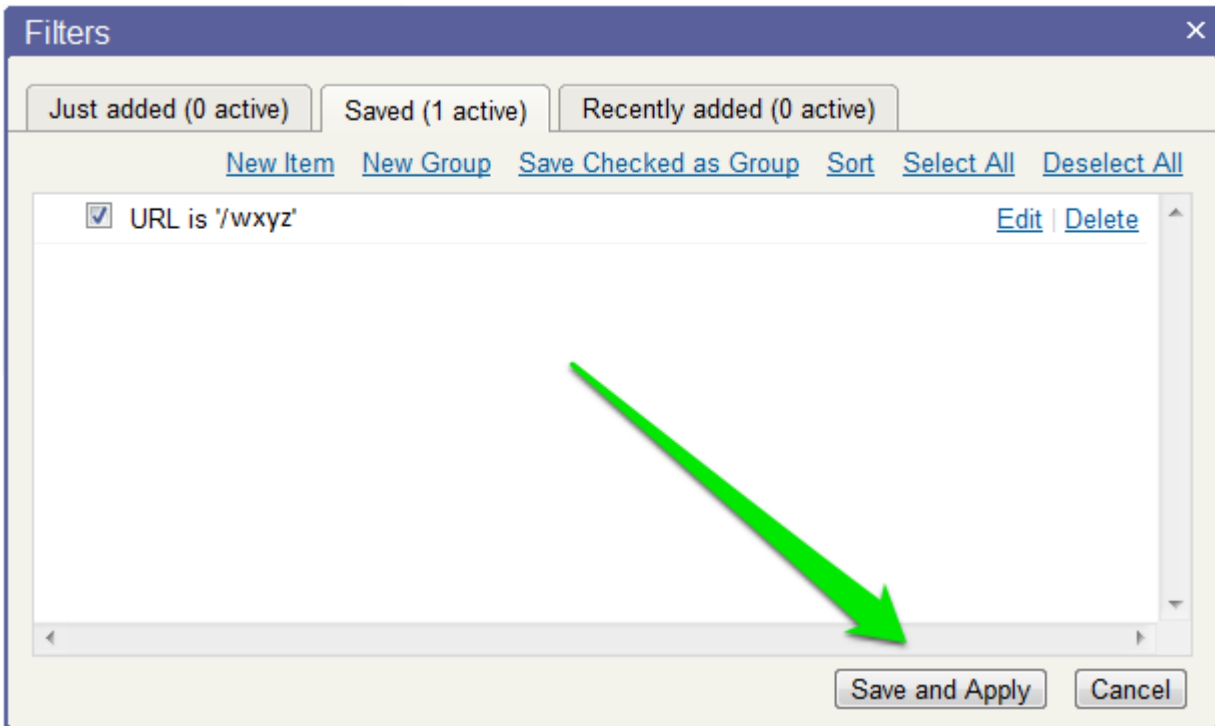 Filters
Just added (0 active) Saved (1 active) Recently added (0 active)
New Item New Group Save Checked as Group Sort Select All Deselect All
URL is '/wxyz' Edit | Delete
Save and Apply Cancel